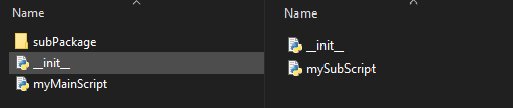 Name
subPackage
__init__
myMainScript
Name
__init__
mySubScript